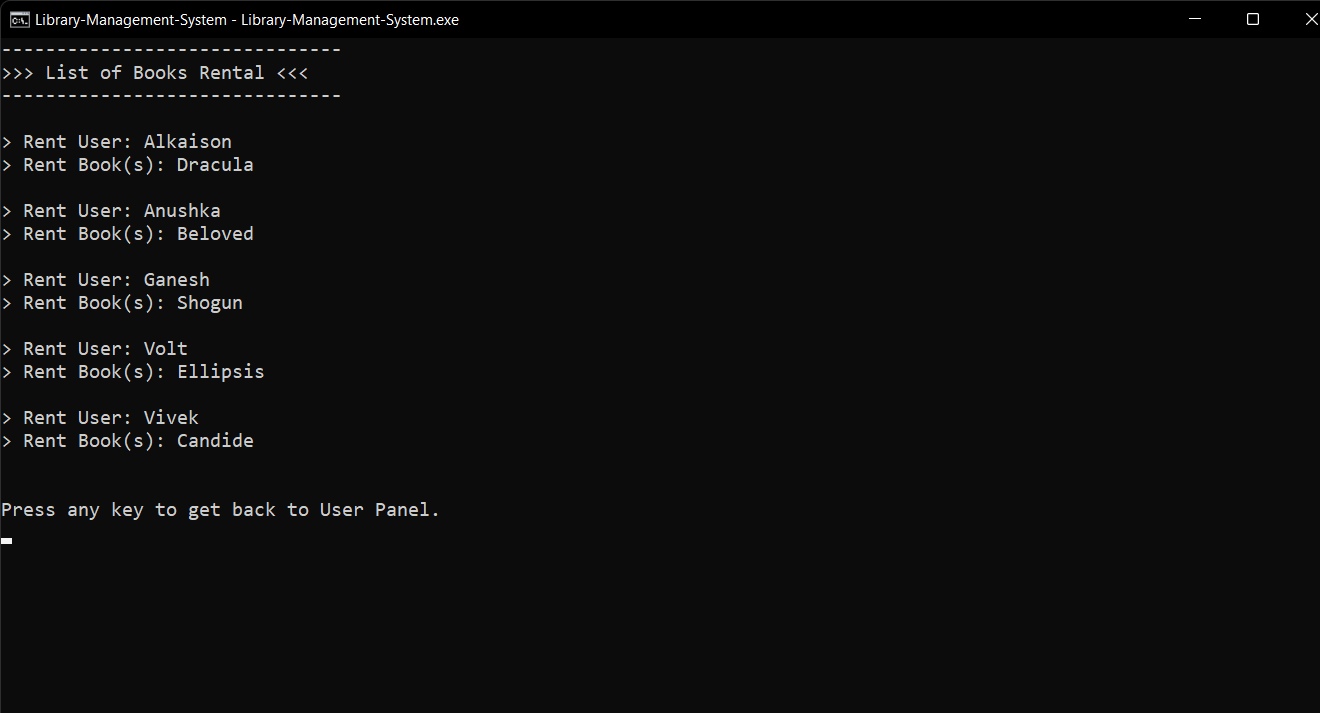 Library-Management-System - Library-Management-System.exe
-------------------------------
>>> List of Books Rental <<<
-------------------------------
> Rent User: Alkaison
> Rent Book(s): Dracula
> Rent User: Anushka
> Rent Book(s): Beloved
> Rent User: Ganesh
> Rent Book(s): Shogun
> Rent User: Volt
> Rent Book(s): Ellipsis
> Rent User: Vivek
> Rent Book(s): Candide
Press any key to get back to User Panel.